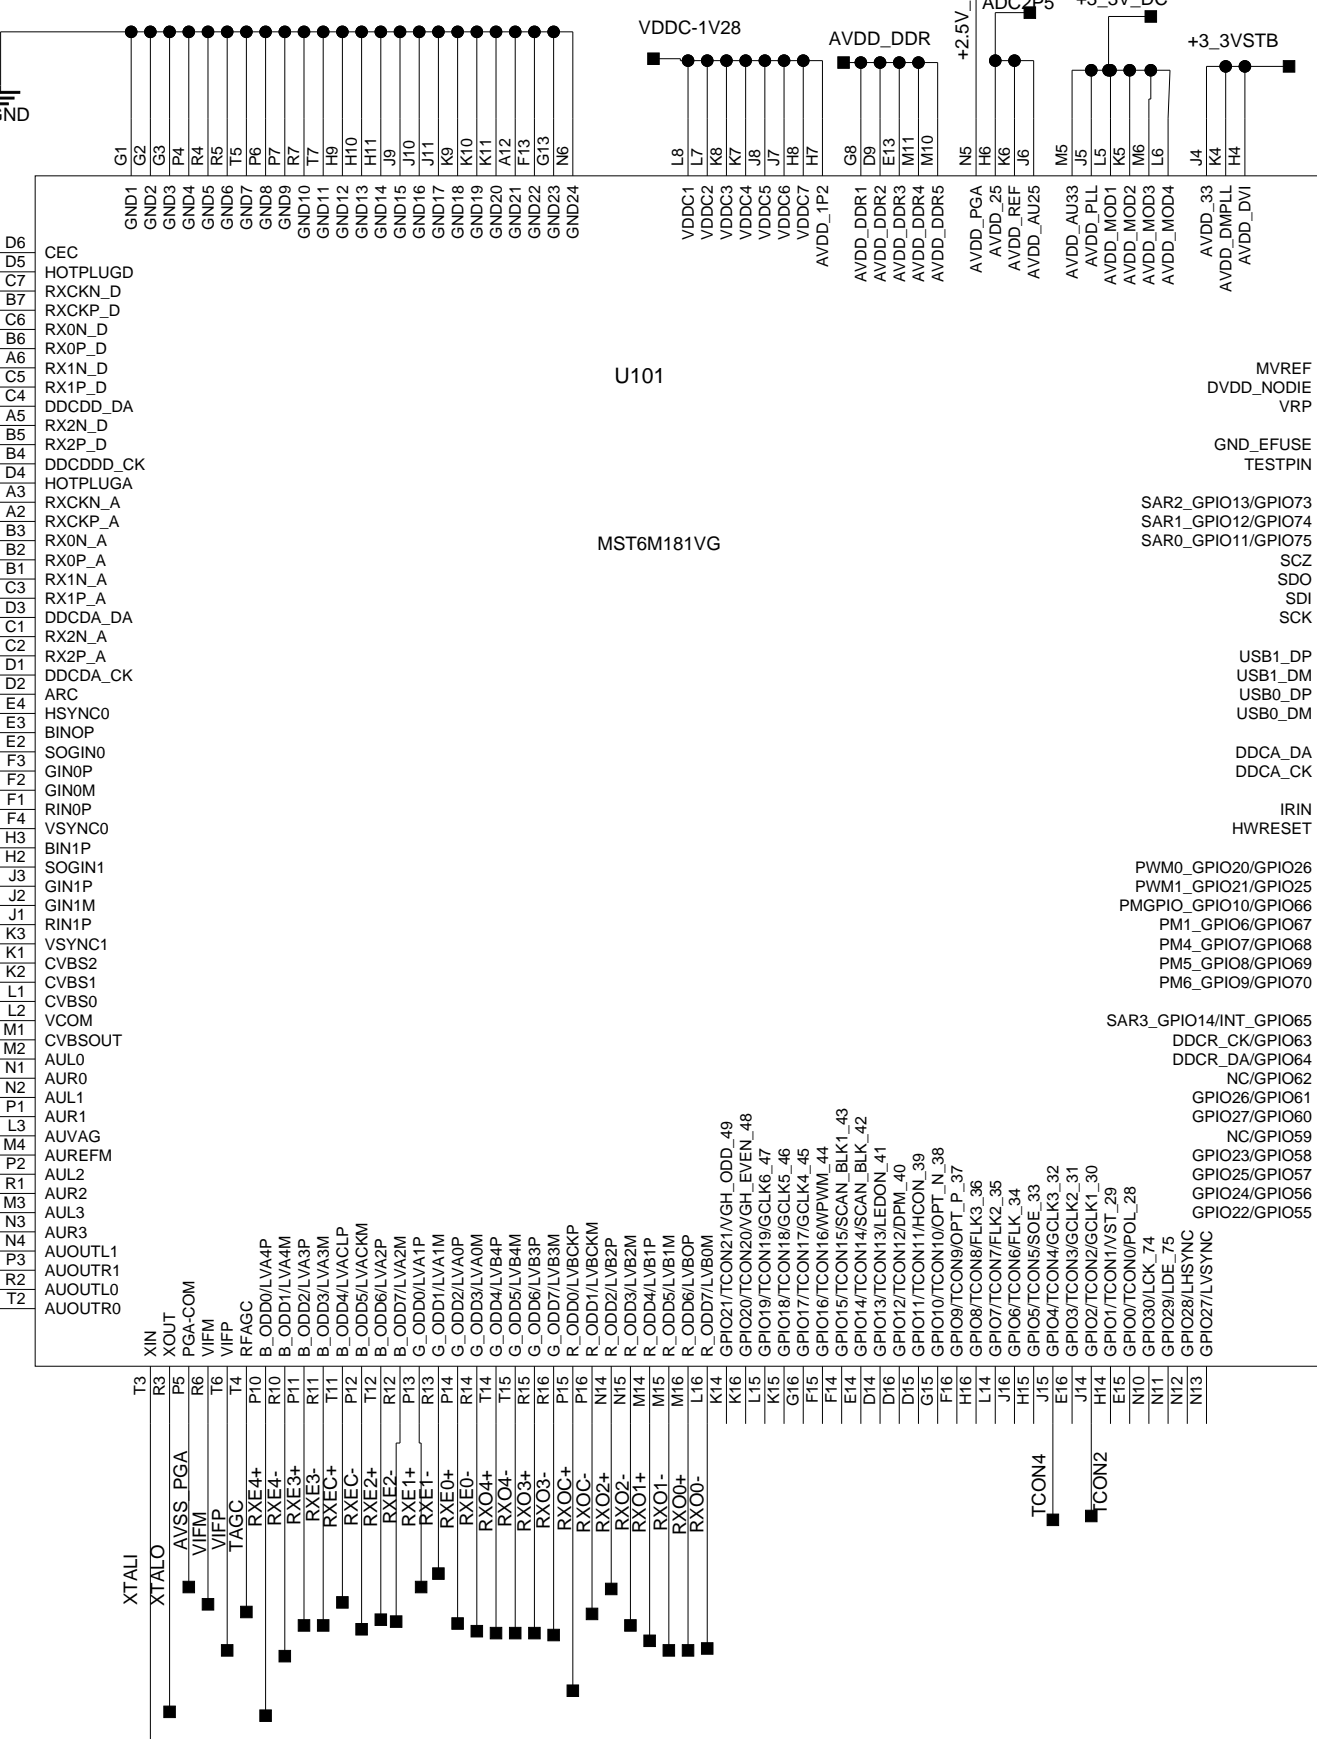 ADC2P5
+3_3V_DC
+2.5V_
VDDC-1V28
AVDD_DDR
+3_3VSTB
GND
G1 G2 G3 P4 R4 R5 T5 P6 P7 R7 T7 H9 H10 H11 J9 J10 J11 K9 K10 K11 A12 F13 G13 N6
L8 L7 K8 K7 J8 J7 H8 H7
G8 D9 E13 M11 M10
N5 H6 K6 J6
M5 J5 L5 K5 M6 L6
J4 K4 H4
GND1 GND2 GND3 GND4 GND5 GND6 GND7 GND8 GND9 GND10 GND11 GND12 GND13 GND14 GND15 GND16 GND17 GND18 GND19 GND20 GND21 GND22 GND23 GND24
VDDC1 VDDC2 VDDC3 VDDC4 VDDC5 VDDC6 VDDC7 AVDD_1P2
AVDD_DDR1 AVDD_DDR2 AVDD_DDR3 AVDD_DDR4 AVDD_DDR5
AVDD_PGA AVDD_25 AVDD_REF AVDD_AU25
AVDD_AU33 AVDD_PLL AVDD_MOD1 AVDD_MOD2 AVDD_MOD3 AVDD_MOD4
AVDD_33 AVDD_DMPLL AVDD_DVI
U101
MST6M181VG
D6 CEC
D5 HOTPLUGD
C7 RXCKN_D
B7 RXCKP_D
C6 RX0N_D
B6 RX0P_D
A6 RX1N_D
C5 RX1P_D
C4 DDCDD_DA
A5 RX2N_D
B5 RX2P_D
B4 DDCDDD_CK
D4 HOTPLUGA
A3 RXCKN_A
A2 RXCKP_A
B3 RX0N_A
B2 RX0P_A
B1 RX1N_A
C3 RX1P_A
D3 DDCDA_DA
C1 RX2N_A
C2 RX2P_A
D1 DDCDA_CK
D2 ARC
E4 HSYNC0
E3 BINOP
E2 SOGIN0
F3 GIN0P
F2 GIN0M
F1 RIN0P
F4 VSYNC0
H3 BIN1P
H2 SOGIN1
J3 GIN1P
J2 GIN1M
J1 RIN1P
K3 VSYNC1
K1 CVBS2
K2 CVBS1
L1 CVBS0
L2 VCOM
M1 CVBSOUT
M2 AUL0
N1 AUR0
N2 AUL1
P1 AUR1
L3 AUVAG
M4 AUREFM
P2 AUL2
R1 AUR2
M3 AUL3
N3 AUR3
N4 AUOUTL1
P3 AUOUTR1
R2 AUOUTL0
T2 AUOUTR0
MVREF
DVDD_NODIE
VRP
GND_EFUSE
TESTPIN
SAR2_GPIO13/GPIO73
SAR1_GPIO12/GPIO74
SAR0_GPIO11/GPIO75
SCZ
SDO
SDI
SCK
USB1_DP
USB1_DM
USB0_DP
USB0_DM
DDCA_DA
DDCA_CK
IRIN
HWRESET
PWM0_GPIO20/GPIO26
PWM1_GPIO21/GPIO25
PMGPIO_GPIO10/GPIO66
PM1_GPIO6/GPIO67
PM4_GPIO7/GPIO68
PM5_GPIO8/GPIO69
PM6_GPIO9/GPIO70
SAR3_GPIO14/INT_GPIO65
DDCR_CK/GPIO63
DDCR_DA/GPIO64
NC/GPIO62
GPIO26/GPIO61
GPIO27/GPIO60
NC/GPIO59
GPIO23/GPIO58
GPIO25/GPIO57
GPIO24/GPIO56
GPIO22/GPIO55
XIN
XOUT
PGA-COM
VIFM
VIFP
RFAGC
B_ODD0/LVA4P
B_ODD1/LVA4M
B_ODD2/LVA3P
B_ODD3/LVA3M
B_ODD4/LVACLP
B_ODD5/LVACKM
B_ODD6/LVA2P
B_ODD7/LVA2M
G_ODD0/LVA1P
G_ODD1/LVA1M
G_ODD2/LVA0P
G_ODD3/LVA0M
G_ODD4/LVB4P
G_ODD5/LVB4M
G_ODD6/LVB3P
G_ODD7/LVB3M
R_ODD0/LVBCKP
R_ODD1/LVBCKM
R_ODD2/LVB2P
R_ODD3/LVB2M
R_ODD4/LVB1P
R_ODD5/LVB1M
R_ODD6/LVBOP
R_ODD7/LVB0M
GPIO21/TCON21/VGH_ODD_49
GPIO20/TCON20/VGH_EVEN_48
GPIO19/TCON19/GCLK6_47
GPIO18/TCON18/GCLK5_46
GPIO17/TCON17/GCLK4_45
GPIO16/TCON16/WPWM_44
GPIO15/TCON15/SCAN_BLK1_43
GPIO14/TCON14/SCAN_BLK_42
GPIO13/TCON13/LEDON_41
GPIO12/TCON12/DPM_40
GPIO11/TCON11/HCON_39
GPIO10/TCON10/OPT_N_38
GPIO9/TCON9/OPT_P_37
GPIO8/TCON8/FLK3_36
GPIO7/TCON7/FLK2_35
GPIO6/TCON6/FLK_34
GPIO5/TCON5/SOE_33
GPIO4/TCON4/GCLK3_32
GPIO3/TCON3/GCLK2_31
GPIO2/TCON2/GCLK1_30
GPIO1/TCON1/VST_29
GPIO0/TCON0/POL_28
GPIO30/LCK_74
GPIO29/LDE_75
GPIO28/LHSYNC
GPIO27/LVSYNC
T3 R3 P5 R6 T6 T4 P10 R10 P11 R11 T11 P12 T12 R12 P13 R13 P14 R14 T14 T15 R15 R16 P15 P16 N14 N15 M14 M15 M16 L16 K14 K16 L15 K15 G16 F15 F14 E14 D14 D16 D15 G15 F16 H16 L14 J16 H15 J15 E16 J14 H14 E15 N10 N11 N12 N13
XTALI
XTALO
AVSS_PGA
VIFM
VIFP
TAGC
RXE4+
RXE4-
RXE3+
RXE3-
RXEC+
RXEC-
RXE2+
RXE2-
RXE1+
RXE1-
RXE0+
RXE0-
RXO4+
RXO4-
RXO3+
RXO3-
RXOC+
RXOC-
RXO2+
RXO2-
RXO1+
RXO1-
RXO0+
RXO0-
TCON4
TCON2